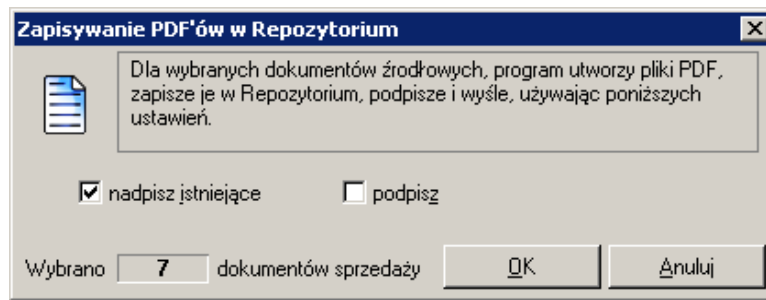 Zapisywanie PDF'ów w Repozytorium
Dla wybranych dokumentów źrodłowych, program utworzy pliki PDF,
zapisze je w Repozytorium, podpisze i wyśle, używając poniższych
ustawień.
nadpisz istniejące podpisz
Wybrano 7 dokumentów sprzedaży OK Anuluj